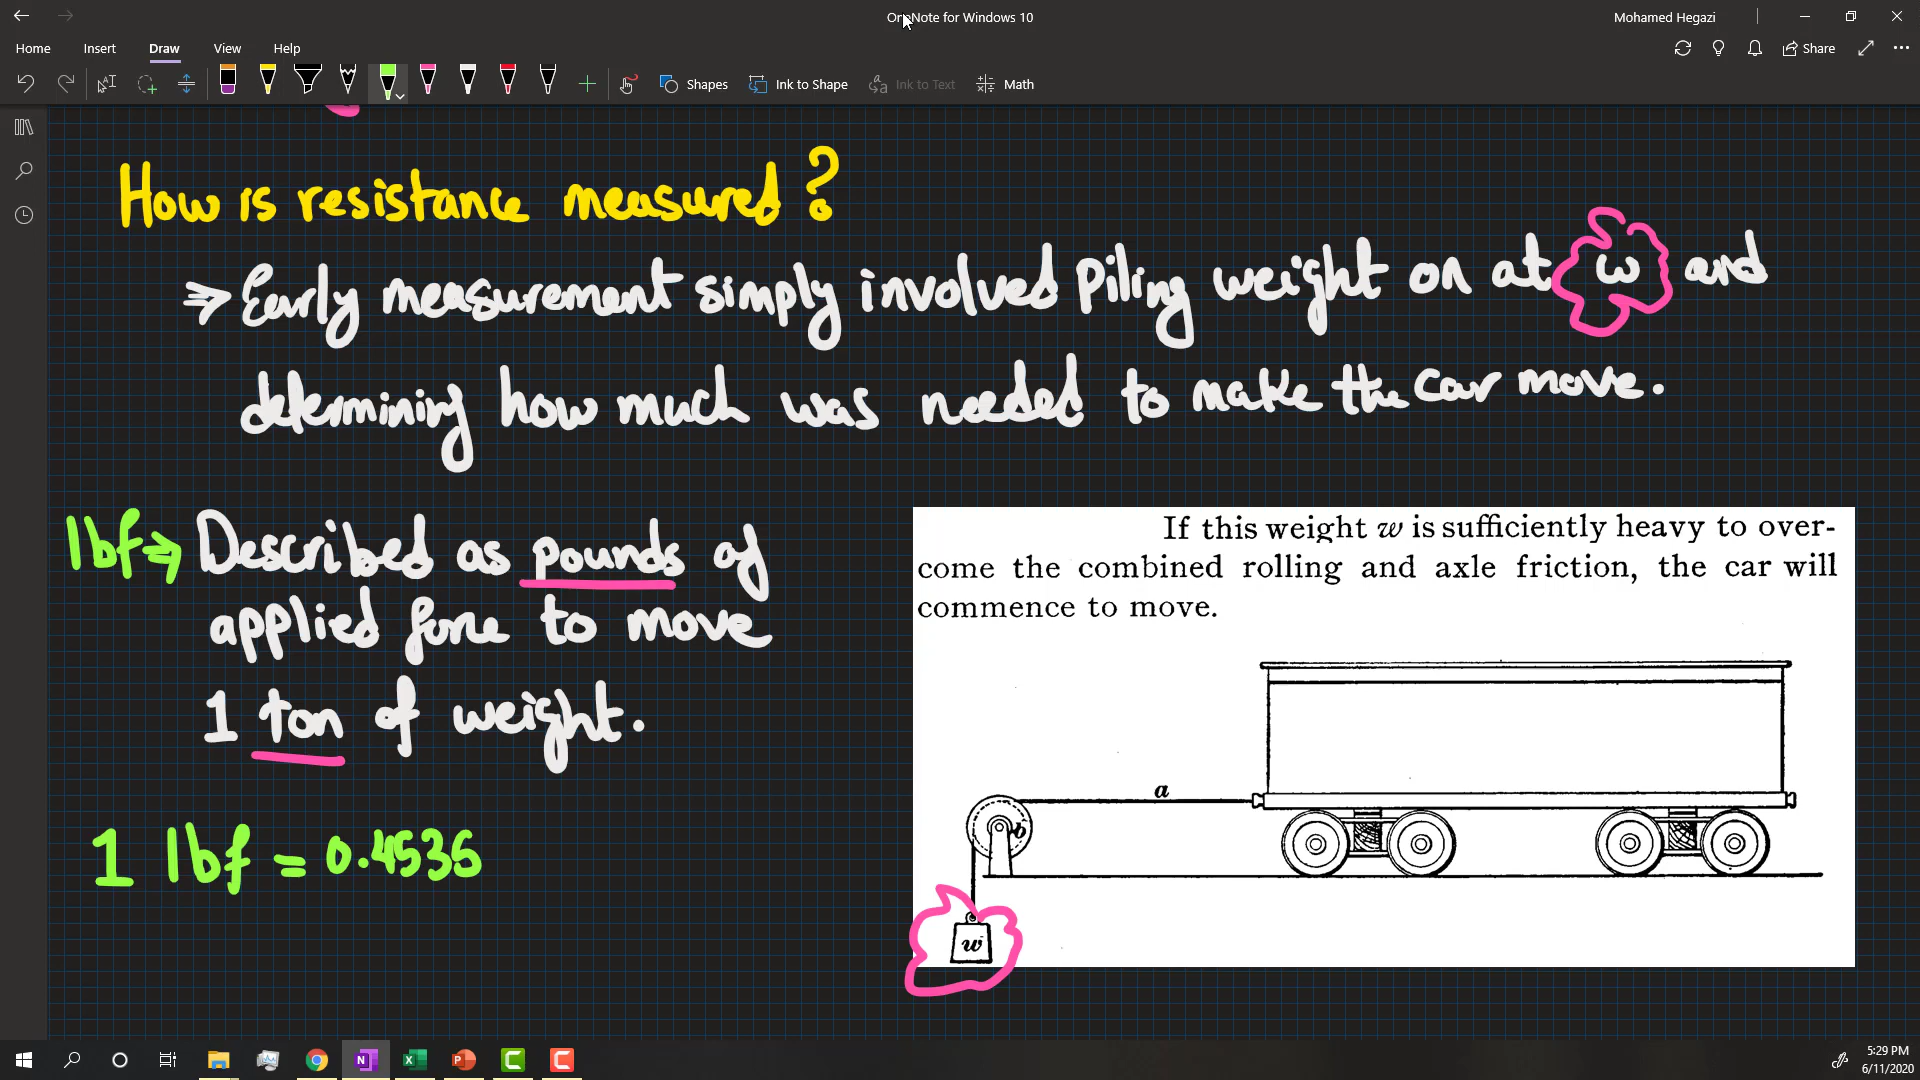 OneNote for Windows 10
Mohamed Hegazi
Home Insert Draw View Help
Share
Shapes Ink to Shape Ink to Text Math
How is resistance measured?
⇒ Early measurement simply involved Piling weight on at w and
determining how much was needed to make the car move.
lbf⇒ Described as pounds of
applied force to move
1 ton of weight.
1 lbf = 0.4536
If this weight w is sufficiently heavy to over-
come the combined rolling and axle friction, the car will
commence to move.
a
b
w
5:29 PM
6/11/2020